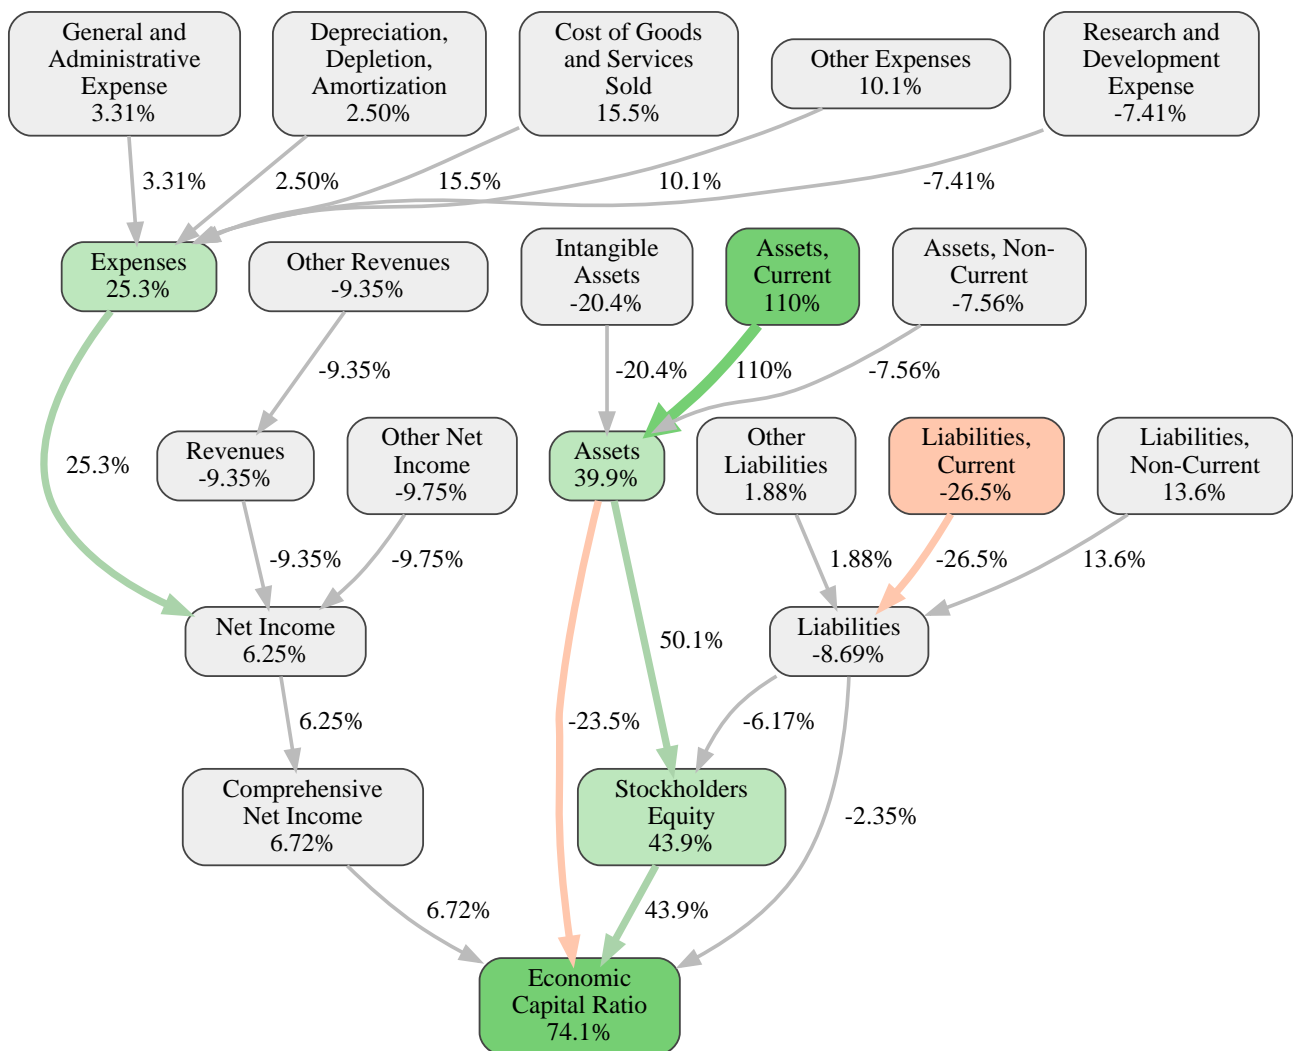 General and
Administrative
Expense
3.31%
Depreciation,
Depletion,
Amortization
2.50%
Cost of Goods
and Services
Sold
15.5%
Other Expenses
10.1%
Research and
Development
Expense
-7.41%
3.31%
2.50%
15.5%
10.1%
-7.41%
Expenses
25.3%
Other Revenues
-9.35%
Intangible
Assets
-20.4%
Assets,
Current
110%
Assets, Non-
Current
-7.56%
-9.35%
-20.4%
110%
-7.56%
25.3%
Revenues
-9.35%
Other Net
Income
-9.75%
Assets
39.9%
Other
Liabilities
1.88%
Liabilities,
Current
-26.5%
Liabilities,
Non-Current
13.6%
-9.35%
-9.75%
1.88%
-26.5%
13.6%
Net Income
6.25%
50.1%
Liabilities
-8.69%
6.25%
-23.5%
-6.17%
Comprehensive
Net Income
6.72%
Stockholders
Equity
43.9%
-2.35%
6.72%
43.9%
Economic
Capital Ratio
74.1%